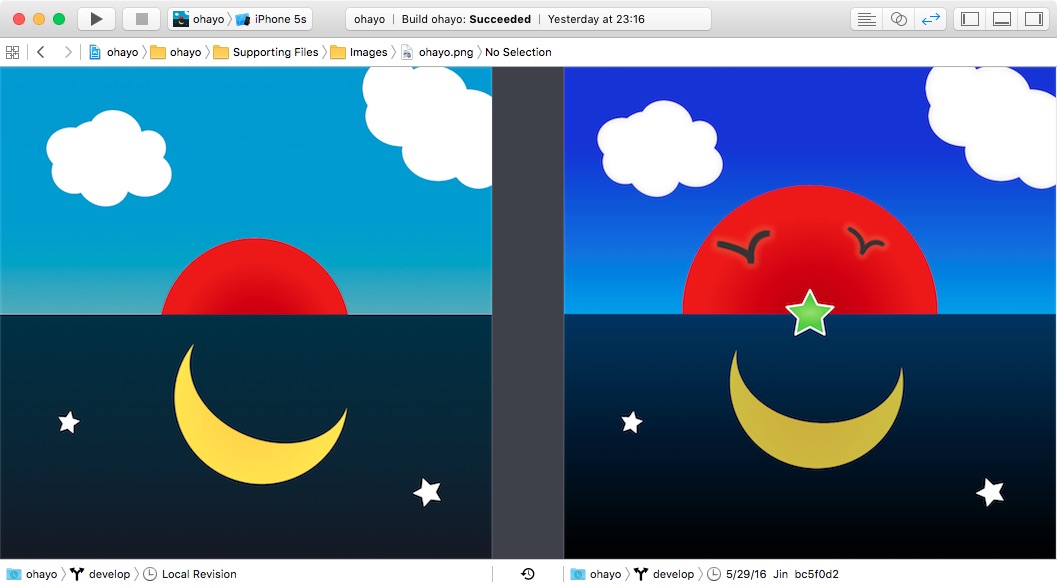 ohayo iPhone 5s ohayo | Build ohayo: Succeeded | Yesterday at 23:16
ohayo ohayo Supporting Files Images ohayo.png No Selection
ohayo develop Local Revision ohayo develop 5/29/16 Jin bc5f0d2